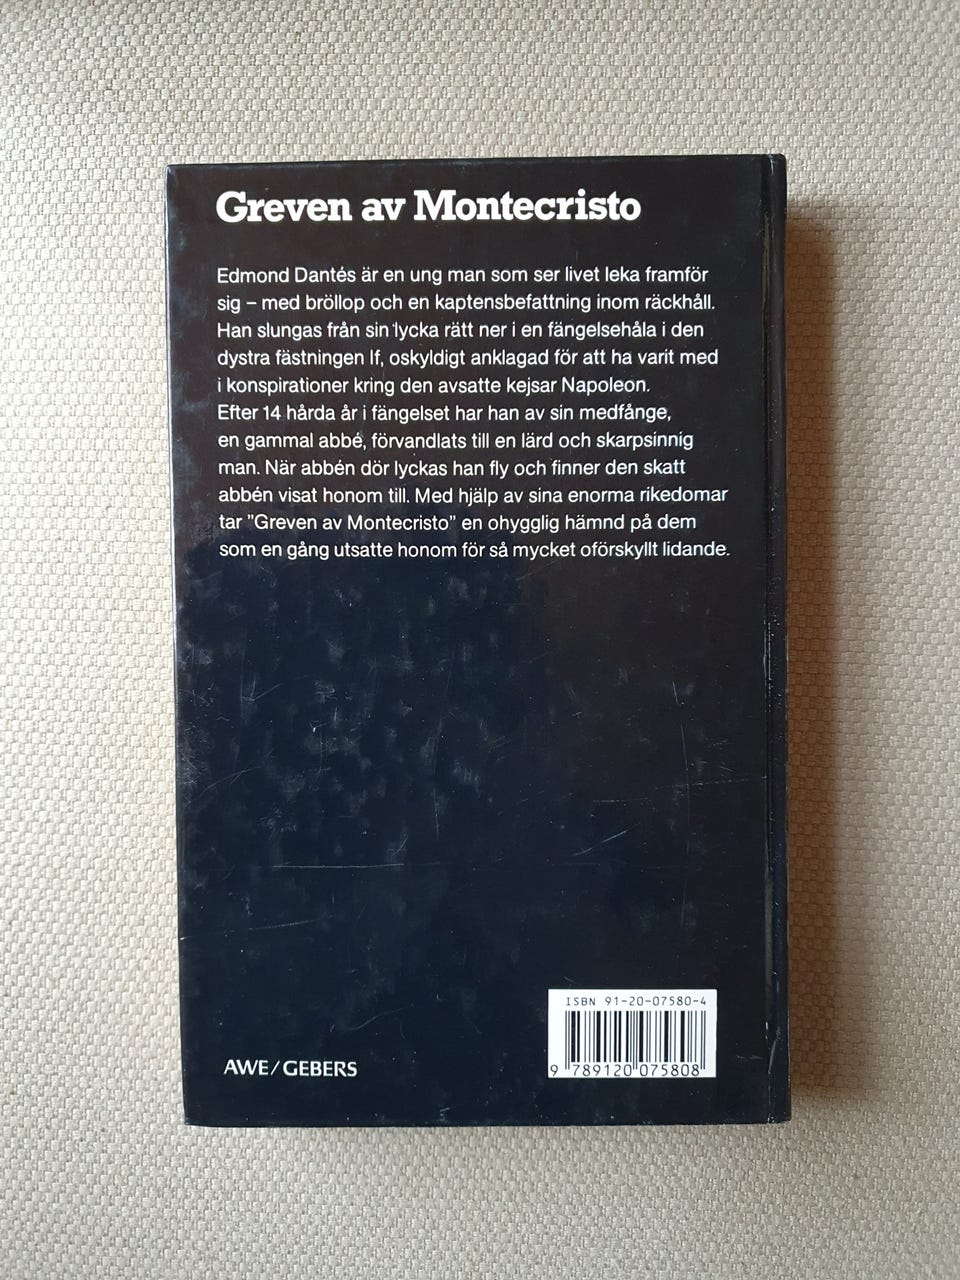 Greven av Montecristo
Edmond Dantés är en ung man som ser livet leka framför
sig – med bröllop och en kaptensbefattning inom räckhåll.
Han slungas från sin lycka rätt ner i en fängelsehåla i den
dystra fästningen If, oskyldigt anklagad för att ha varit med
i konspirationer kring den avsatte kejsar Napoleon.
Efter 14 hårda år i fängelset har han av sin medfånge,
en gammal abbé, förvandlats till en lärd och skarpsinnig
man. När abbén dör lyckas han fly och finner den skatt
abbén visat honom till. Med hjälp av sina enorma rikedomar
tar ”Greven av Montecristo” en ohygglig hämnd på dem
som en gång utsatte honom för så mycket oförskyllt lidande.
ISBN 91-20-07580-4
9 789120 075808
AWE/GEBERS